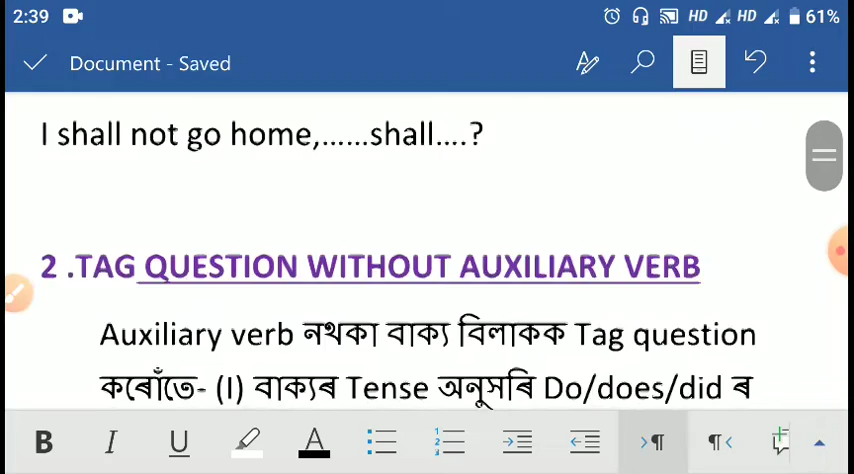 2:39 HD HD 61%
Document - Saved
I shall not go home,......shall....?
2 .TAG QUESTION WITHOUT AUXILIARY VERB
Auxiliary verb নথকা বাক্য বিলাকক Tag question
কৰোঁতে- (I) বাক্যৰ Tense অনুসৰি Do/does/did ৰ
B I U A